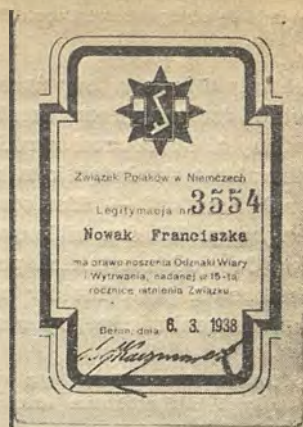 Związek Polaków w Niemczech
Legitymacja nr 3554
Nowak Franciszka
ma prawo noszenia Odznaki Wiary
i Wytrwania, nadanej w 15-tą
rocznicę istnienia Związku.
Berlin, dnia 6. 3. 1938